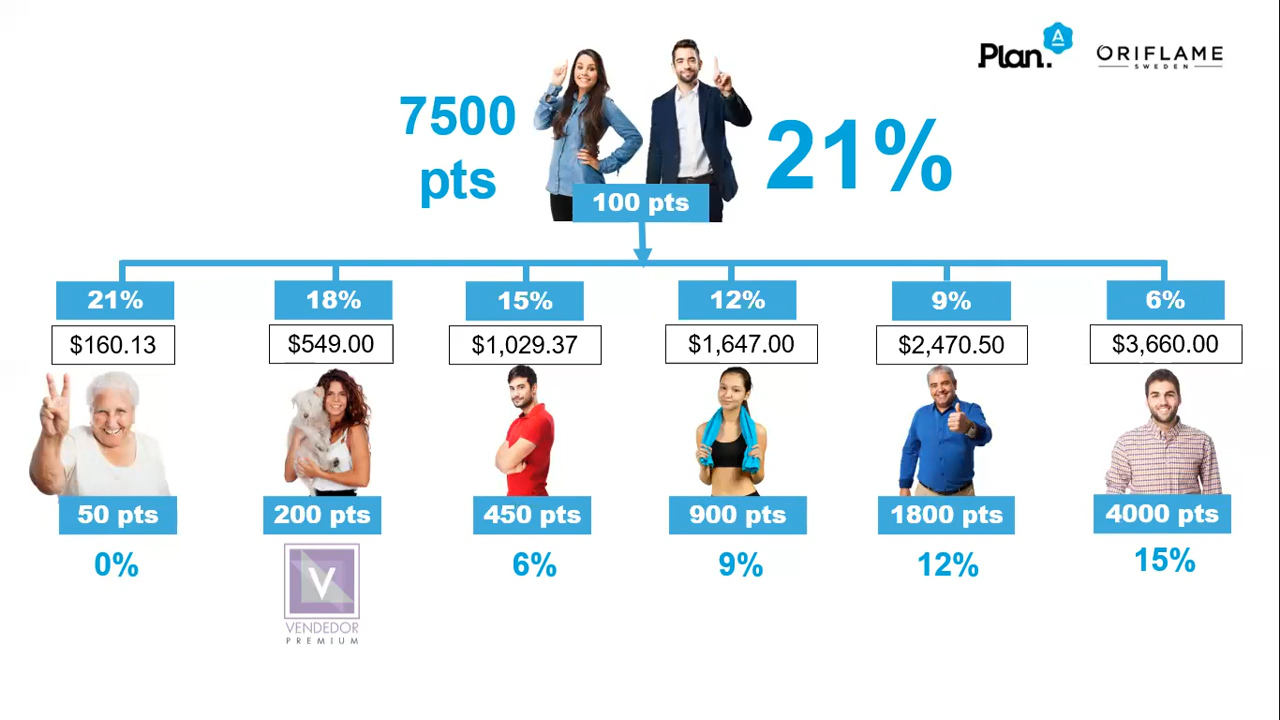 Plan.
A
ORIFLAME
SWEDEN
7500
pts
21%
100 pts
21% 18% 15% 12% 9% 6%
$160.13 $549.00 $1,029.37 $1,647.00 $2,470.50 $3,660.00
50 pts 200 pts 450 pts 900 pts 1800 pts 4000 pts
0% 6% 9% 12% 15%
V
VENDEDOR
PREMIUM